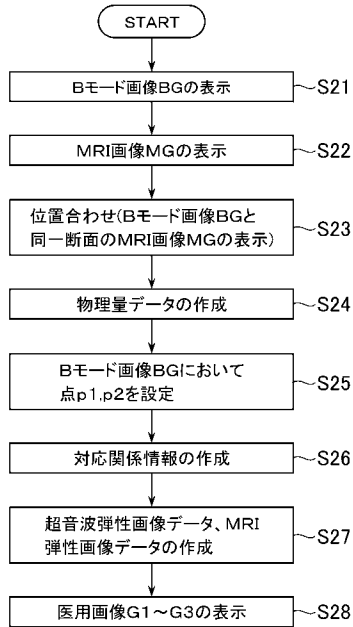 START
Bモード画像BGの表示
S21
MRI画像MGの表示
S22
位置合わせ(Bモード画像BGと
同一断面のMRI画像MGの表示)
S23
物理量データの作成
S24
Bモード画像BGにおいて
点p1,p2を設定
S25
対応関係情報の作成
S26
超音波弾性画像データ、MRI
弾性画像データの作成
S27
医用画像G1~G3の表示
S28